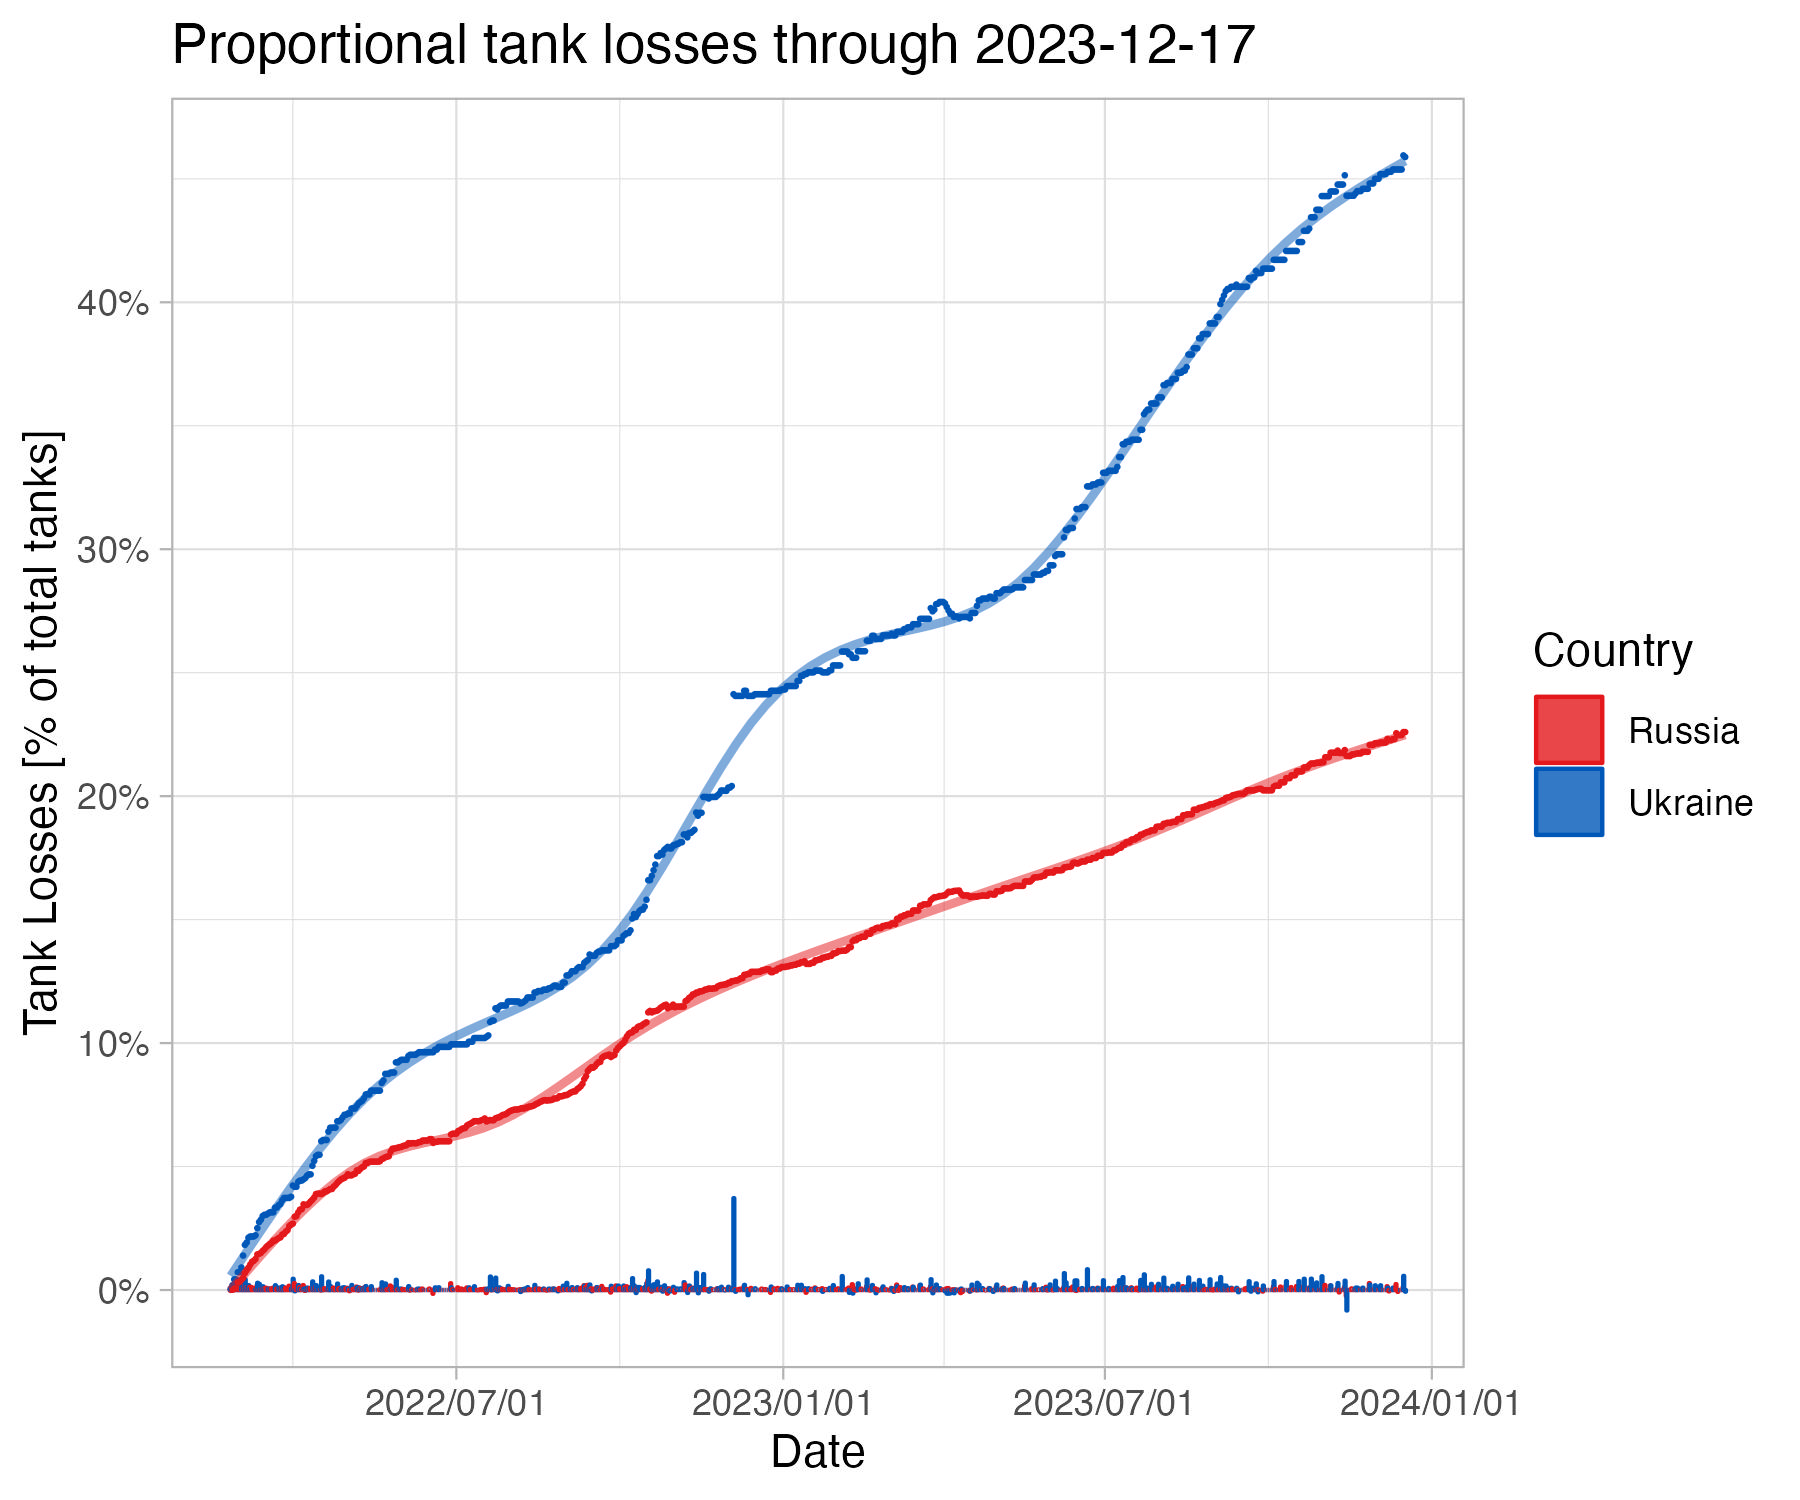 Proportional tank losses through 2023-12-17
Tank Losses [% of total tanks]
40%
30%
20%
10%
0%
2022/07/01
2023/01/01
2023/07/01
2024/01/01
Date
Country
Russia
Ukraine